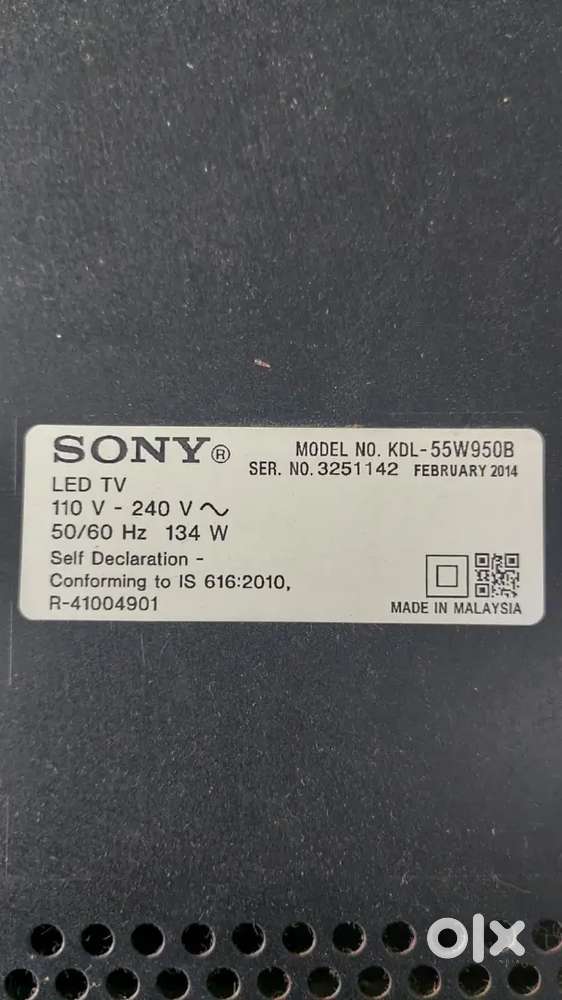 SONY®
MODEL NO. KDL-55W950B
SER. NO. 3251142 FEBRUARY 2014
LED TV
110 V - 240 V ~
50/60 Hz 134 W
Self Declaration -
Conforming to IS 616:2010,
R-41004901
MADE IN MALAYSIA
olx